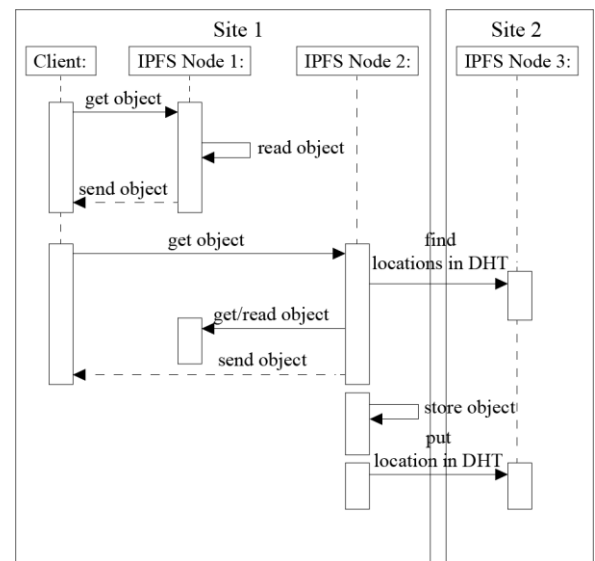 Site 1
Site 2
Client:
IPFS Node 1:
IPFS Node 2:
IPFS Node 3:
get object
read object
send object
get object
find
locations in DHT
get/read object
send object
store object
put
location in DHT